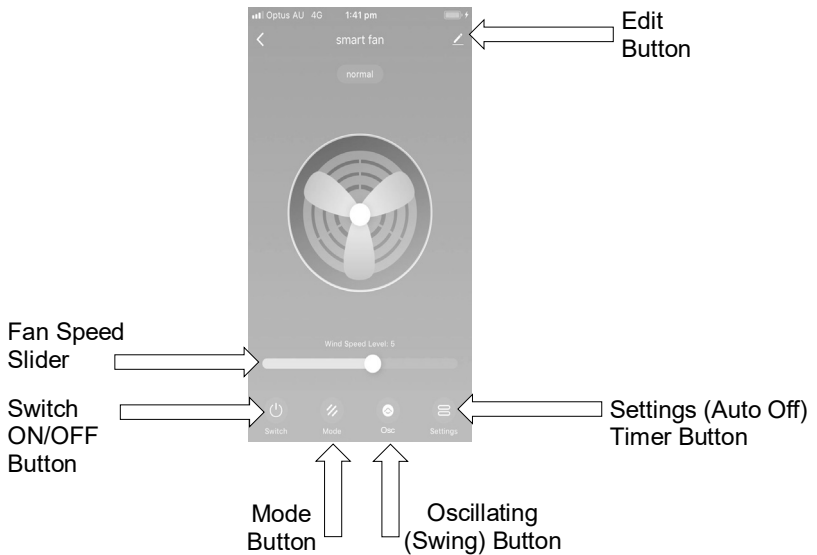 Optus AU 4G 1:41 pm
smart fan
normal
Edit
Button
Fan Speed
Slider
Wind Speed Level: 5
Switch
ON/OFF
Button
Switch
Mode
Osc
Settings
Settings (Auto Off)
Timer Button
Mode
Button
Oscillating
(Swing) Button